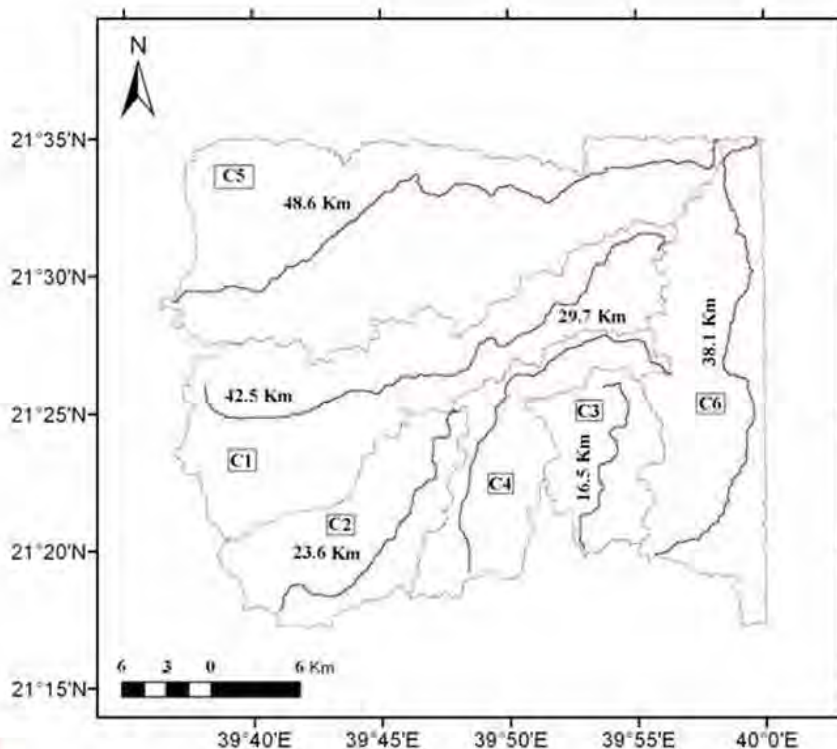 N
21°35'N
C5
48.6 Km
21°30'N
29.7 Km
38.1 Km
42.5 Km
21°25'N
C3
C6
C1
16.5 Km
C4
C2
21°20'N
23.6 Km
6 3 0 6 Km
21°15'N
39°40'E 39°45'E 39°50'E 39°55'E 40°0'E